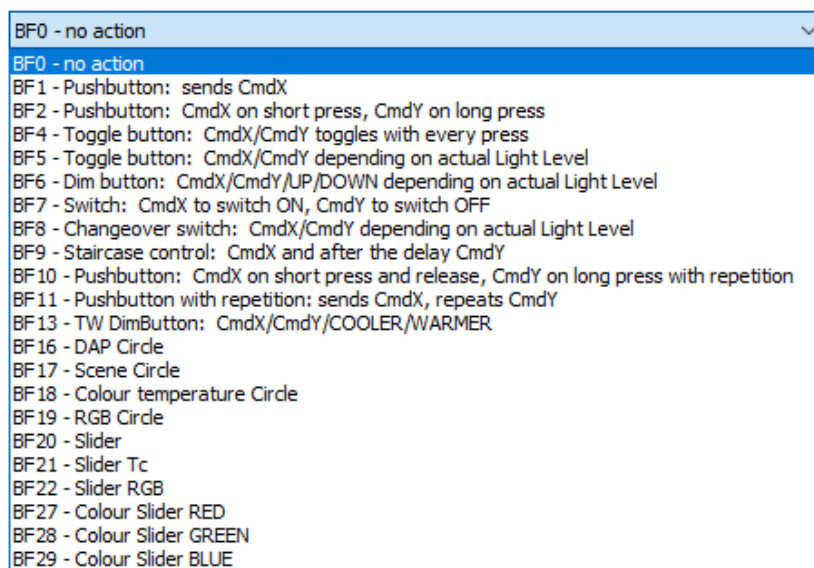 BF0 - no action
BF0 - no action
BF1 - Pushbutton:  sends CmdX
BF2 - Pushbutton:  CmdX on short press, CmdY on long press
BF4 - Toggle button:  CmdX/CmdY toggles with every press
BF5 - Toggle button:  CmdX/CmdY depending on actual Light Level
BF6 - Dim button:  CmdX/CmdY/UP/DOWN depending on actual Light Level
BF7 - Switch:  CmdX to switch ON, CmdY to switch OFF
BF8 - Changeover switch:  CmdX/CmdY depending on actual Light Level
BF9 - Staircase control:  CmdX and after the delay CmdY
BF10 - Pushbutton:  CmdX on short press and release, CmdY on long press with repetition
BF11 - Pushbutton with repetition: sends CmdX, repeats CmdY
BF13 - TW DimButton:  CmdX/CmdY/COOLER/WARMER
BF16 - DAP Circle
BF17 - Scene Circle
BF18 - Colour temperature Circle
BF19 - RGB Circle
BF20 - Slider
BF21 - Slider Tc
BF22 - Slider RGB
BF27 - Colour Slider RED
BF28 - Colour Slider GREEN
BF29 - Colour Slider BLUE